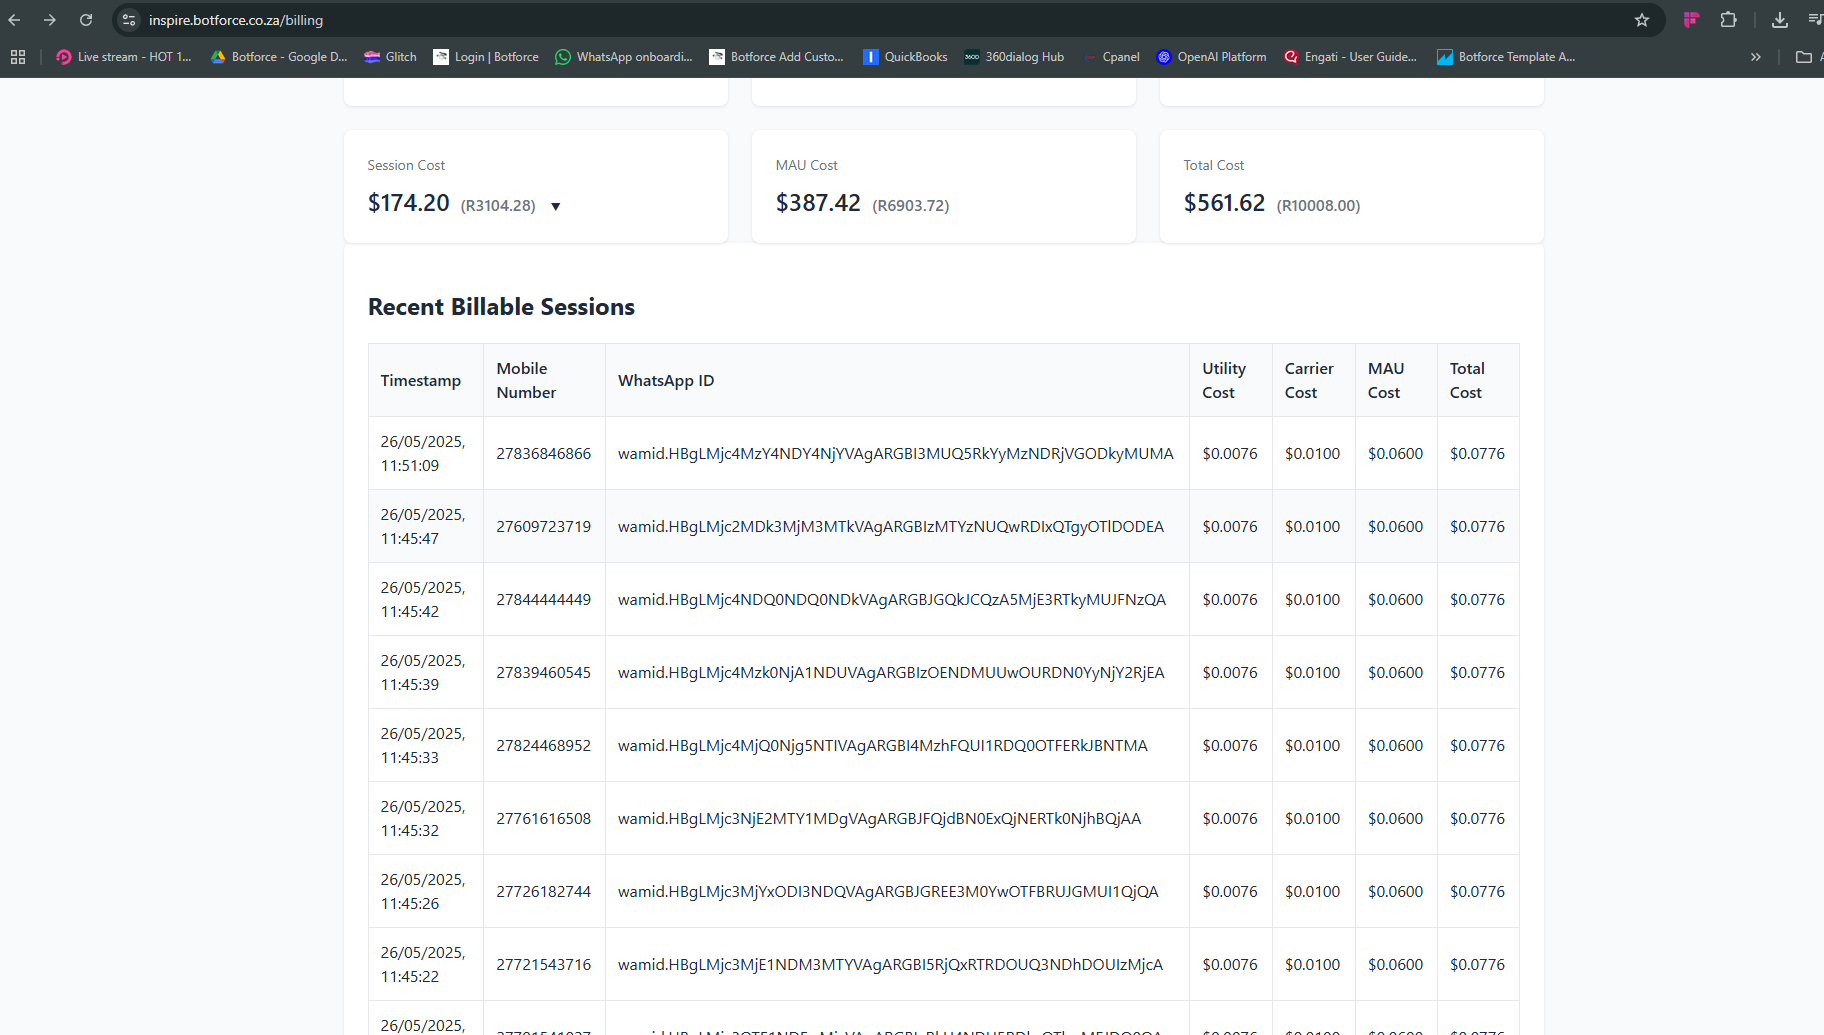 inspire.botforce.co.za/billing
Live stream - HOT 1...
Botforce - Google D...
Glitch
Login | Botforce
WhatsApp onboardi...
Botforce Add Custo...
QuickBooks
360dialog Hub
Cpanel
OpenAI Platform
Engati - User Guide...
Botforce Template A...
Session Cost
$174.20 (R3104.28) ▼
MAU Cost
$387.42 (R6903.72)
Total Cost
$561.62 (R10008.00)
Recent Billable Sessions
Timestamp
Mobile
Number
WhatsApp ID
Utility
Cost
Carrier
Cost
MAU
Cost
Total
Cost
26/05/2025,
11:51:09
27836846866
wamid.HBgLMjc4MzY4NDY4NjYVAgARGBI3MUQ5RkYyMzNDRjVGODkyMUMA
$0.0076
$0.0100
$0.0600
$0.0776
26/05/2025,
11:45:47
27609723719
wamid.HBgLMjc2MDk3MjM3MTkVAgARGBIzMTYzNUQwRDIxQTgyOTlDODEA
$0.0076
$0.0100
$0.0600
$0.0776
26/05/2025,
11:45:42
27844444449
wamid.HBgLMjc4NDQ0NDQ0NDkVAgARGBJGQkJCQzA5MjE3RTkyMUJFNzQA
$0.0076
$0.0100
$0.0600
$0.0776
26/05/2025,
11:45:39
27839460545
wamid.HBgLMjc4Mzk0NjA1NDUVAgARGBIzOENDMUUwOURDN0YyNjY2RjEA
$0.0076
$0.0100
$0.0600
$0.0776
26/05/2025,
11:45:33
27824468952
wamid.HBgLMjc4MjQ0Njg5NTIVAgARGBI4MzhFQUI1RDQ0OTFERkJBNTMA
$0.0076
$0.0100
$0.0600
$0.0776
26/05/2025,
11:45:32
27761616508
wamid.HBgLMjc3NjE2MTY1MDgVAgARGBJFQjdBN0ExQjNERTk0NjhBQjAA
$0.0076
$0.0100
$0.0600
$0.0776
26/05/2025,
11:45:26
27726182744
wamid.HBgLMjc3MjYxODI3NDQVAgARGBJGREE3M0YwOTFBRUJGMUI1QjQA
$0.0076
$0.0100
$0.0600
$0.0776
26/05/2025,
11:45:22
27721543716
wamid.HBgLMjc3MjE1NDM3MTYVAgARGBI5RjQxRTRDOUQ3NDhDOUIzMjcA
$0.0076
$0.0100
$0.0600
$0.0776
26/05/2025,